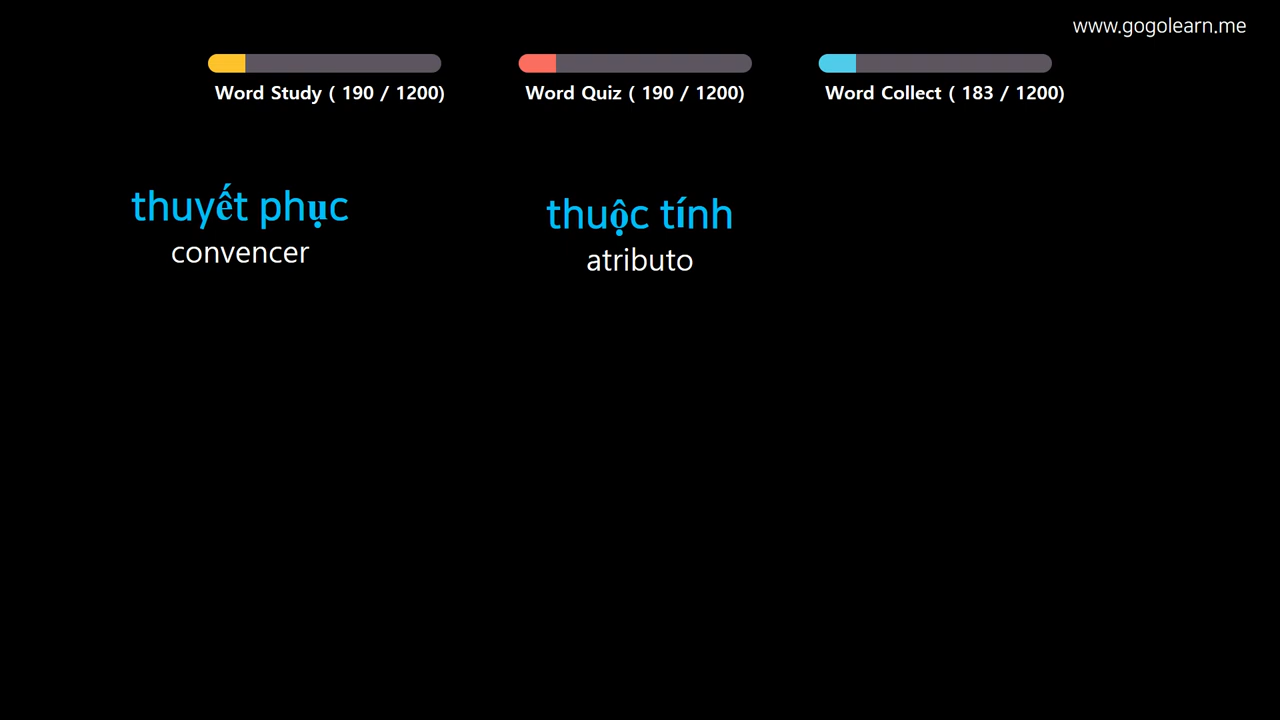 www.gogolearn.me
Word Study ( 190 / 1200)
Word Quiz ( 190 / 1200)
Word Collect ( 183 / 1200)
thuyết phục
convencer
thuộc tính
atributo